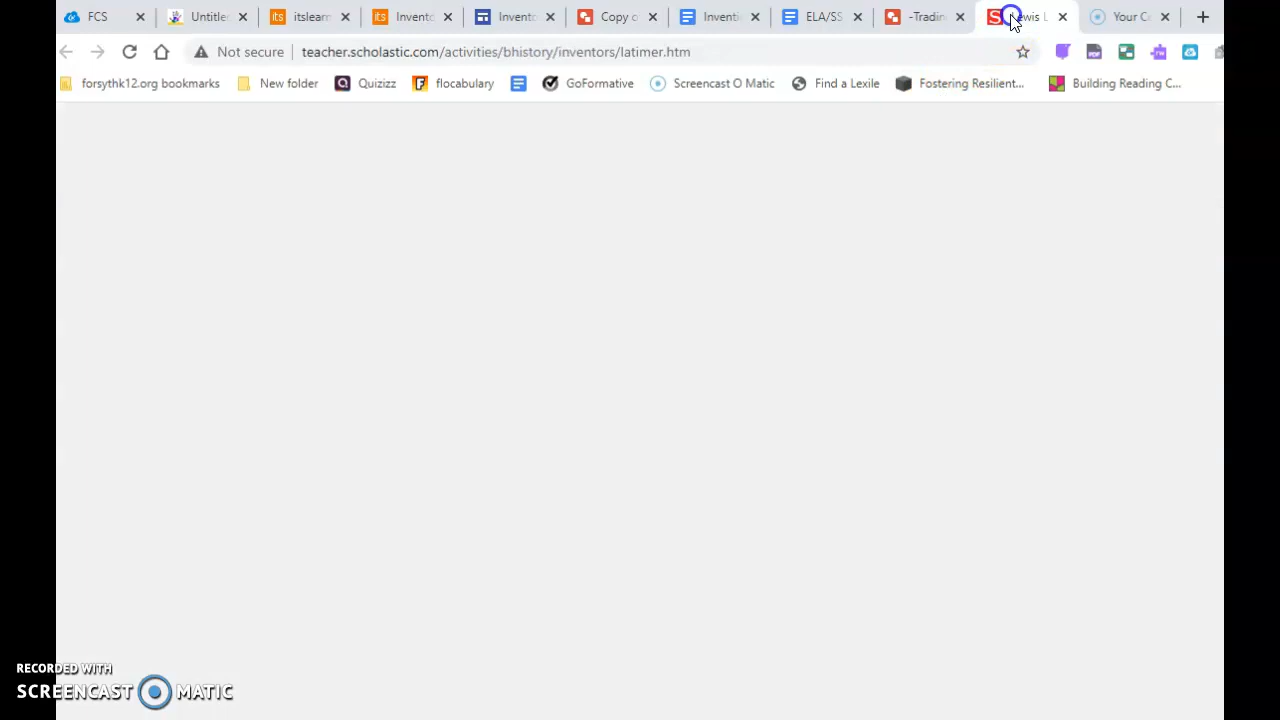 FCS Untitle itslearn Invento Invento Copy o Inventi ELA/SS -Tradin ewis L Your C
Not secure teacher.scholastic.com/activities/bhistory/inventors/latimer.htm
forsythk12.org bookmarks New folder Quizizz flocabulary GoFormative Screencast O Matic Find a Lexile Fostering Resilient... Building Reading C...
RECORDED WITH
SCREENCAST MATIC